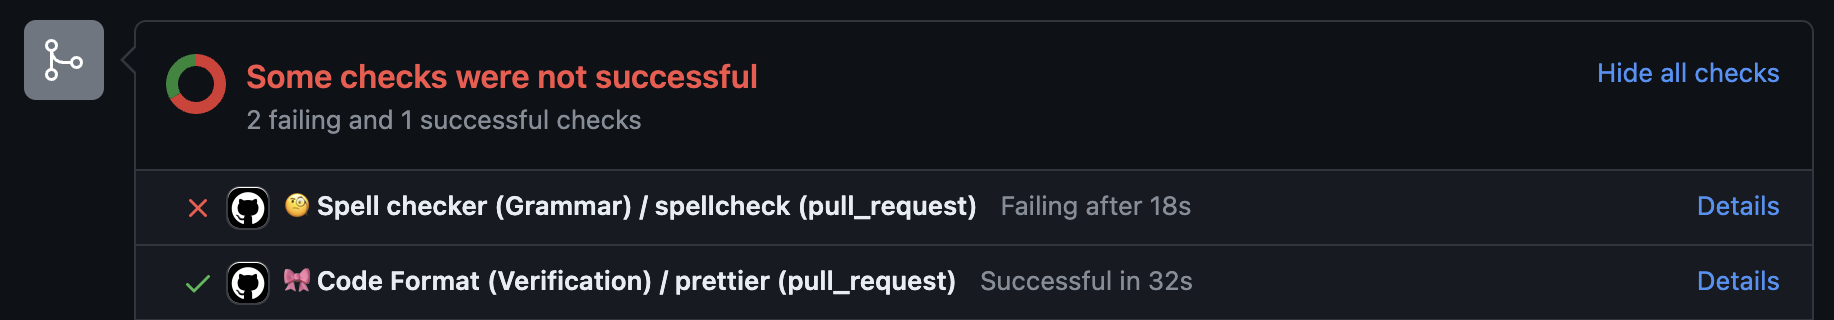 Some checks were not successful
Hide all checks
2 failing and 1 successful checks
🧐 Spell checker (Grammar) / spellcheck (pull_request) Failing after 18s Details
🎀 Code Format (Verification) / prettier (pull_request) Successful in 32s Details